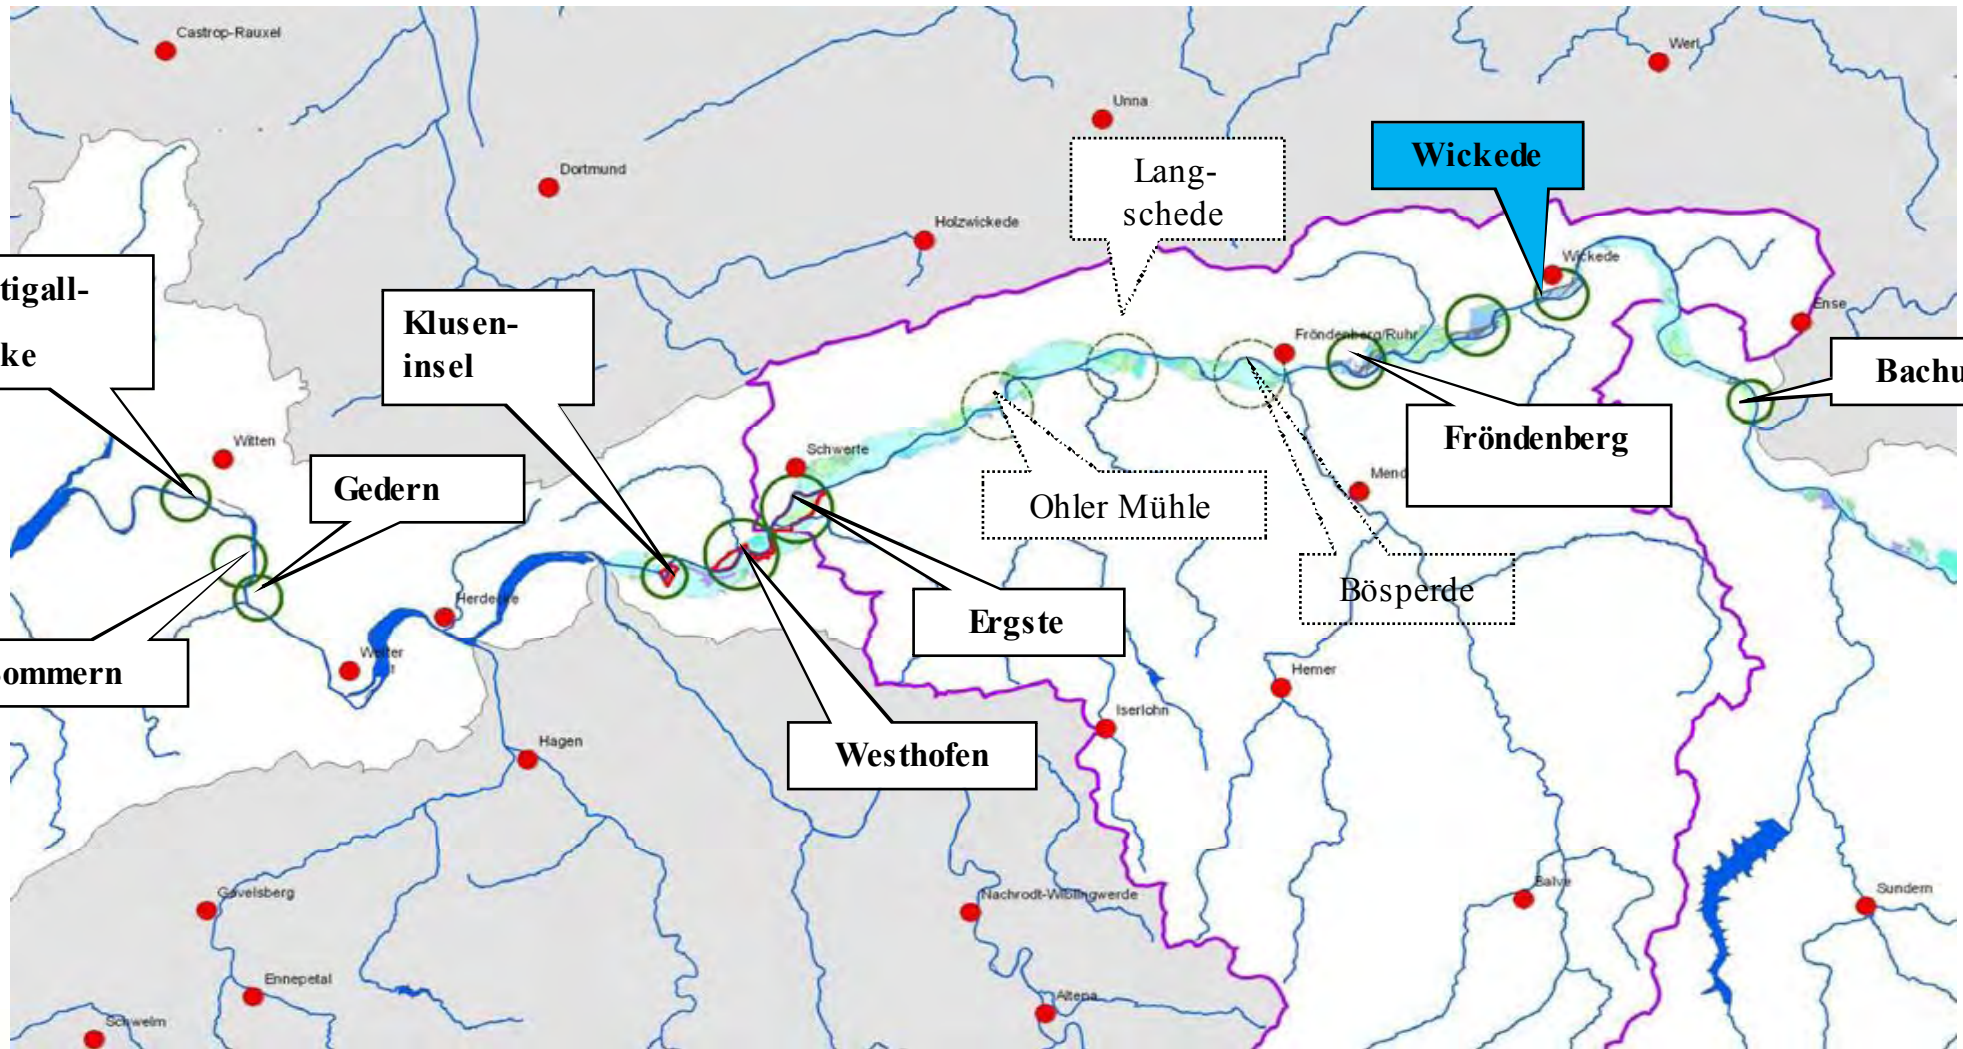 Castrop-Rauxel
Werl
Unna
Dortmund
Lang-
schede
Wickede
Holzwickede
Wickede
tigall-
ke
Klusen-
insel
Ense
Fröndenberg/Ruhr
Bachu
Witten
Gedern
Schwerte
Fröndenberg
Mend
Ohler Mühle
Bösperde
Herdecke
Ergste
ommern
Wetter
Hemer
Iserlohn
Westhofen
Hagen
Gevelsberg
Nachrodt-Wiblingwerde
Balve
Sundern
Ennepetal
Altena
Schwelm